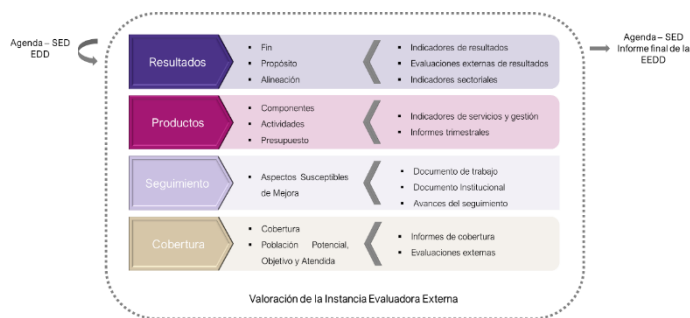 Agenda – SED
EDD
Resultados
Fin
Propósito
Alineación
Indicadores de resultados
Evaluaciones externas de resultados
Indicadores sectoriales
Agenda – SED
Informe final de la
EEDD
Productos
Componentes
Actividades
Presupuesto
Indicadores de servicios y gestión
Informes trimestrales
Seguimiento
Aspectos Susceptibles
de Mejora
Documento de trabajo
Documento Institucional
Avances del seguimiento
Cobertura
Cobertura
Población Potencial,
Objetivo y Atendida
Informes de cobertura
Evaluaciones externas
Valoración de la Instancia Evaluadora Externa